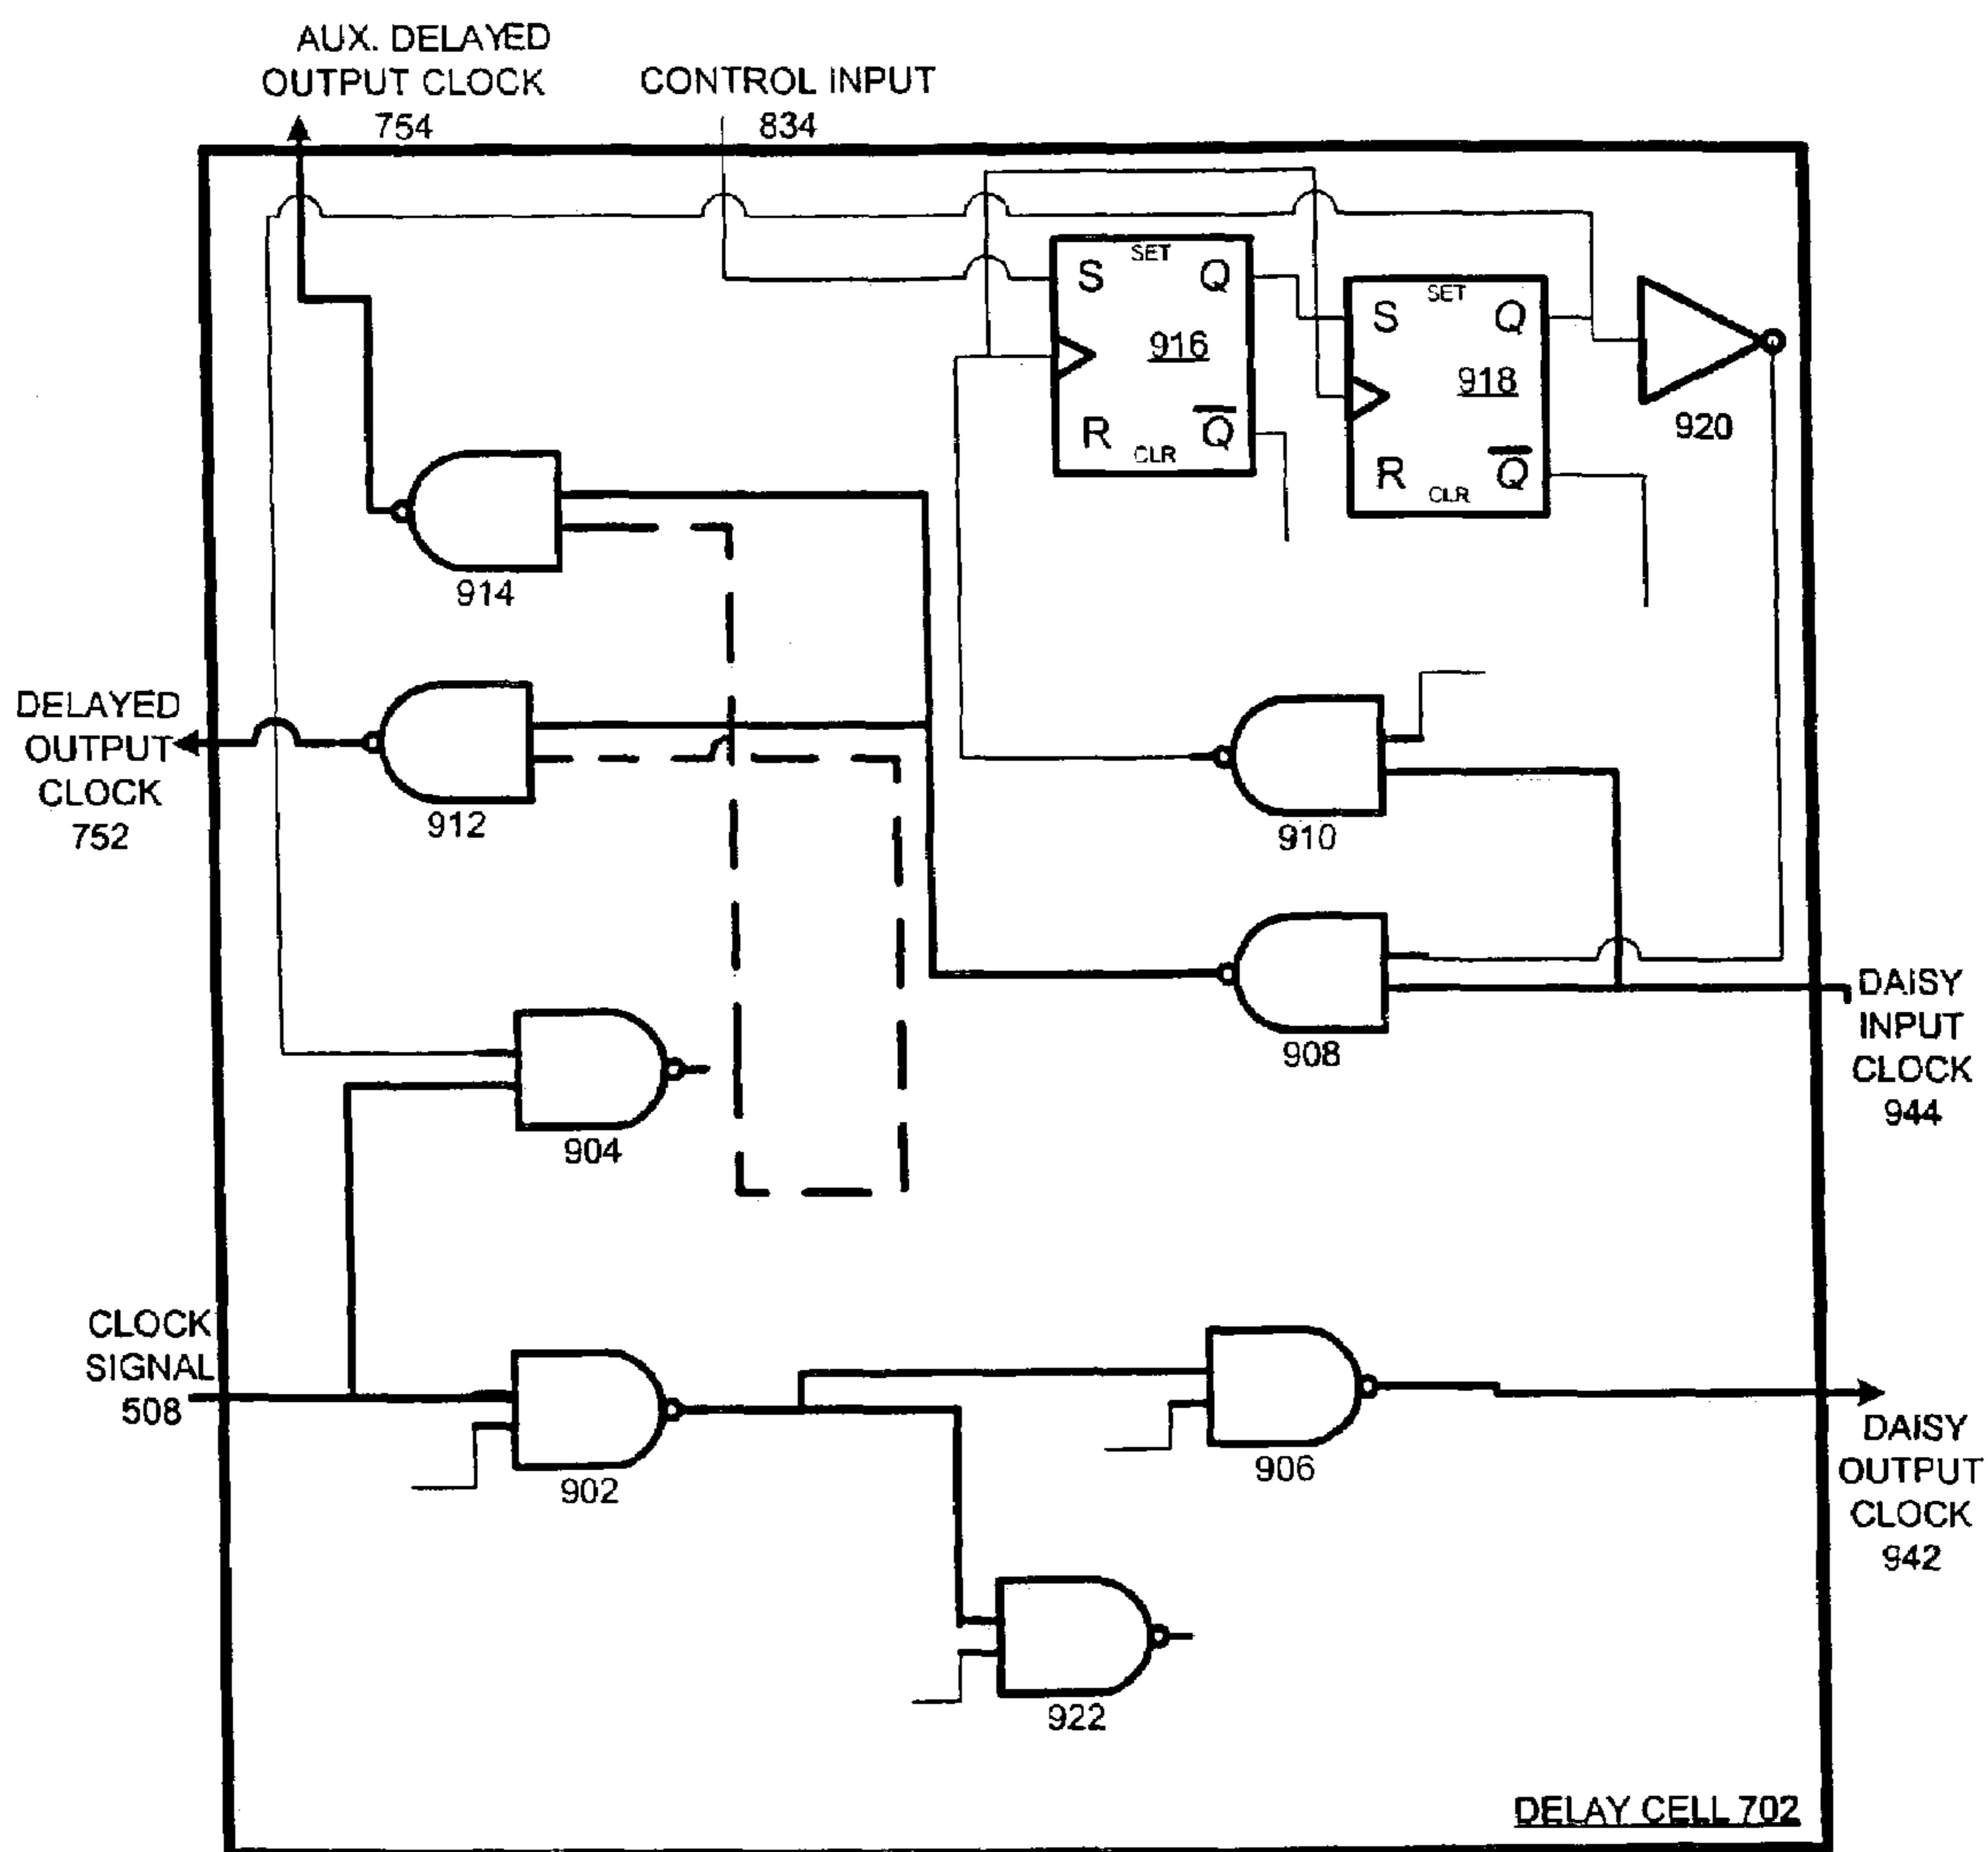 AUX. DELAYED
OUTPUT CLOCK
754
CONTROL INPUT
834
SET
S Q
916
R Q
CLR
SET
S Q
918
R Q
CLR
920
914
DELAYED
OUTPUT
CLOCK
752
912
910
908
DAISY
INPUT
CLOCK
944
904
CLOCK
SIGNAL
508
902
906
DAISY
OUTPUT
CLOCK
942
922
DELAY CELL 702